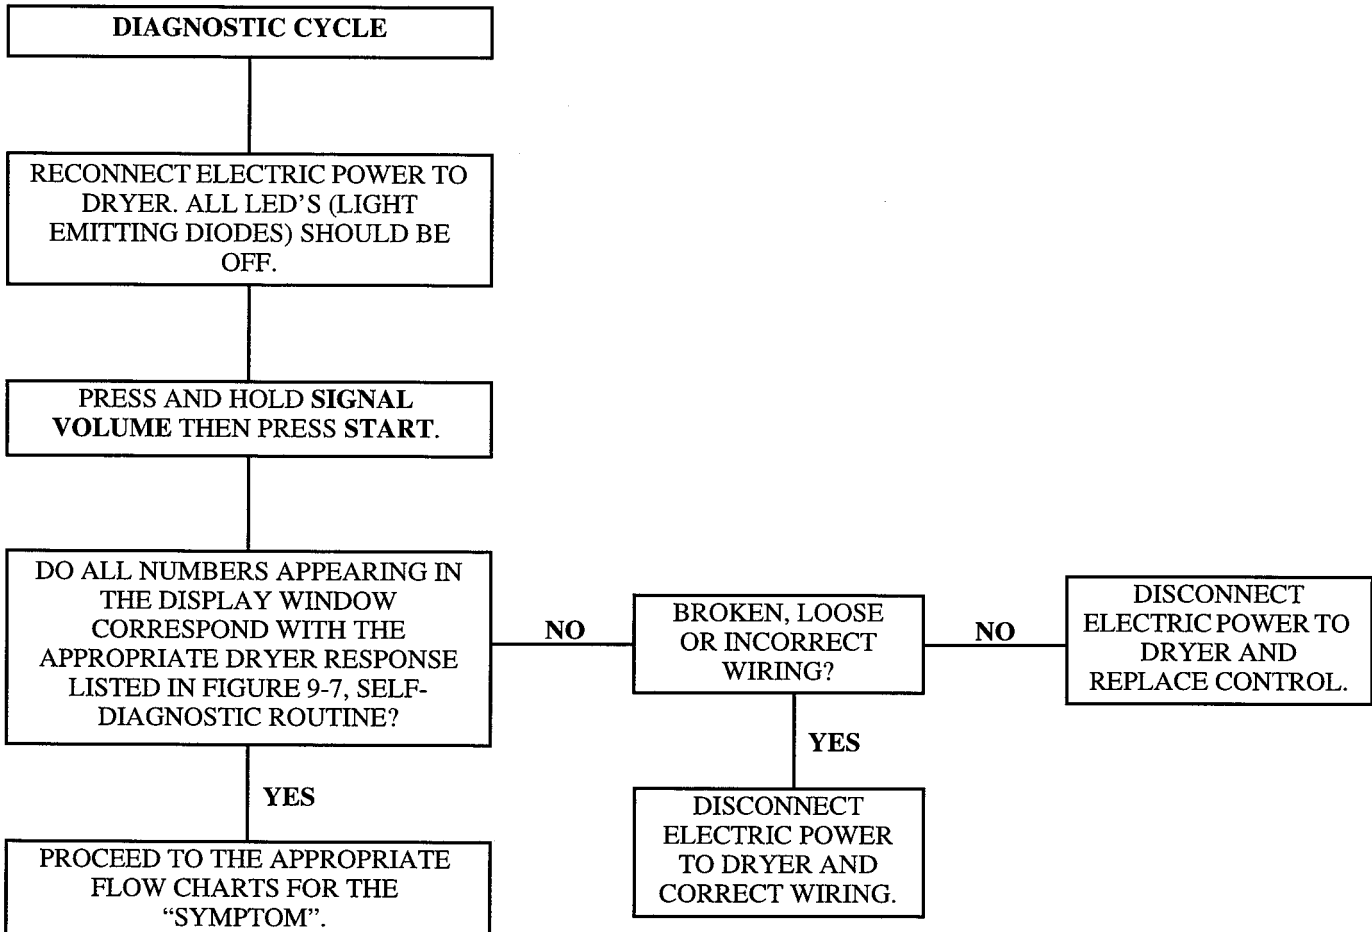 DIAGNOSTIC CYCLE
RECONNECT ELECTRIC POWER TO
DRYER. ALL LED'S (LIGHT
EMITTING DIODES) SHOULD BE
OFF.
PRESS AND HOLD SIGNAL
VOLUME THEN PRESS START.
DO ALL NUMBERS APPEARING IN
THE DISPLAY WINDOW
CORRESPOND WITH THE
APPROPRIATE DRYER RESPONSE
LISTED IN FIGURE 9-7, SELF-
DIAGNOSTIC ROUTINE?
NO
BROKEN, LOOSE
OR INCORRECT
WIRING?
NO
DISCONNECT
ELECTRIC POWER TO
DRYER AND
REPLACE CONTROL.
YES
DISCONNECT
ELECTRIC POWER
TO DRYER AND
CORRECT WIRING.
YES
PROCEED TO THE APPROPRIATE
FLOW CHARTS FOR THE
"SYMPTOM".